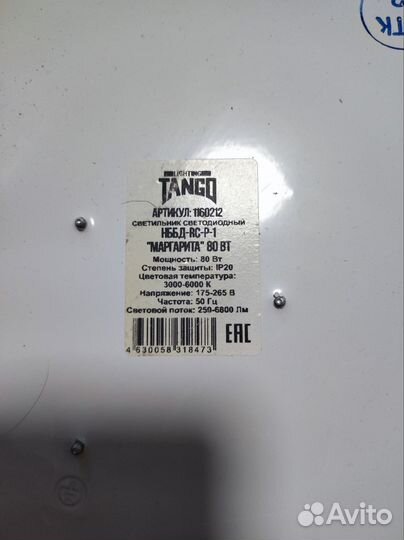 ОТК
LIGHTING
TANGO
АРТИКУЛ: 1160212
СВЕТИЛЬНИК СВЕТОДИОДНЫЙ
НББД-RC-P-1
"МАРГАРИТА" 80 ВТ
Мощность: 80 Вт
Степень защиты: IP20
Цветовая температура:
3000-6000 К
Напряжение: 175-265 В
Частота: 50 Гц
Световой поток: 259-6800 Лм
4 630058 318473
EAC
Avito